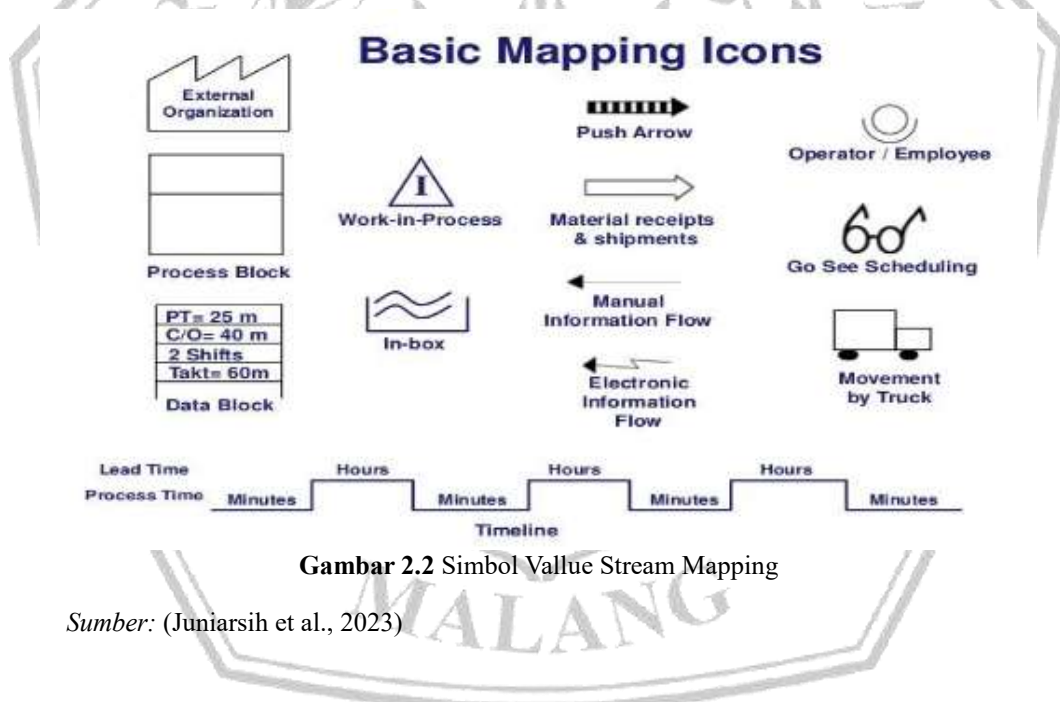 Basic Mapping Icons
External
Organization
Process Block
PT= 25 m
C/O= 40 m
2 Shifts
Takt= 60m
Data Block
I
Work-in-Process
In-box
Push Arrow
Material receipts
& shipments
Manual
Information Flow
Electronic
Information
Flow
Operator / Employee
Go See Scheduling
Movement
by Truck
Lead Time
Hours
Hours
Hours
Process Time
Minutes
Minutes
Minutes
Minutes
Timeline
Gambar 2.2 Simbol Vallue Stream Mapping
Sumber: (Juniarsih et al., 2023)
MALANG